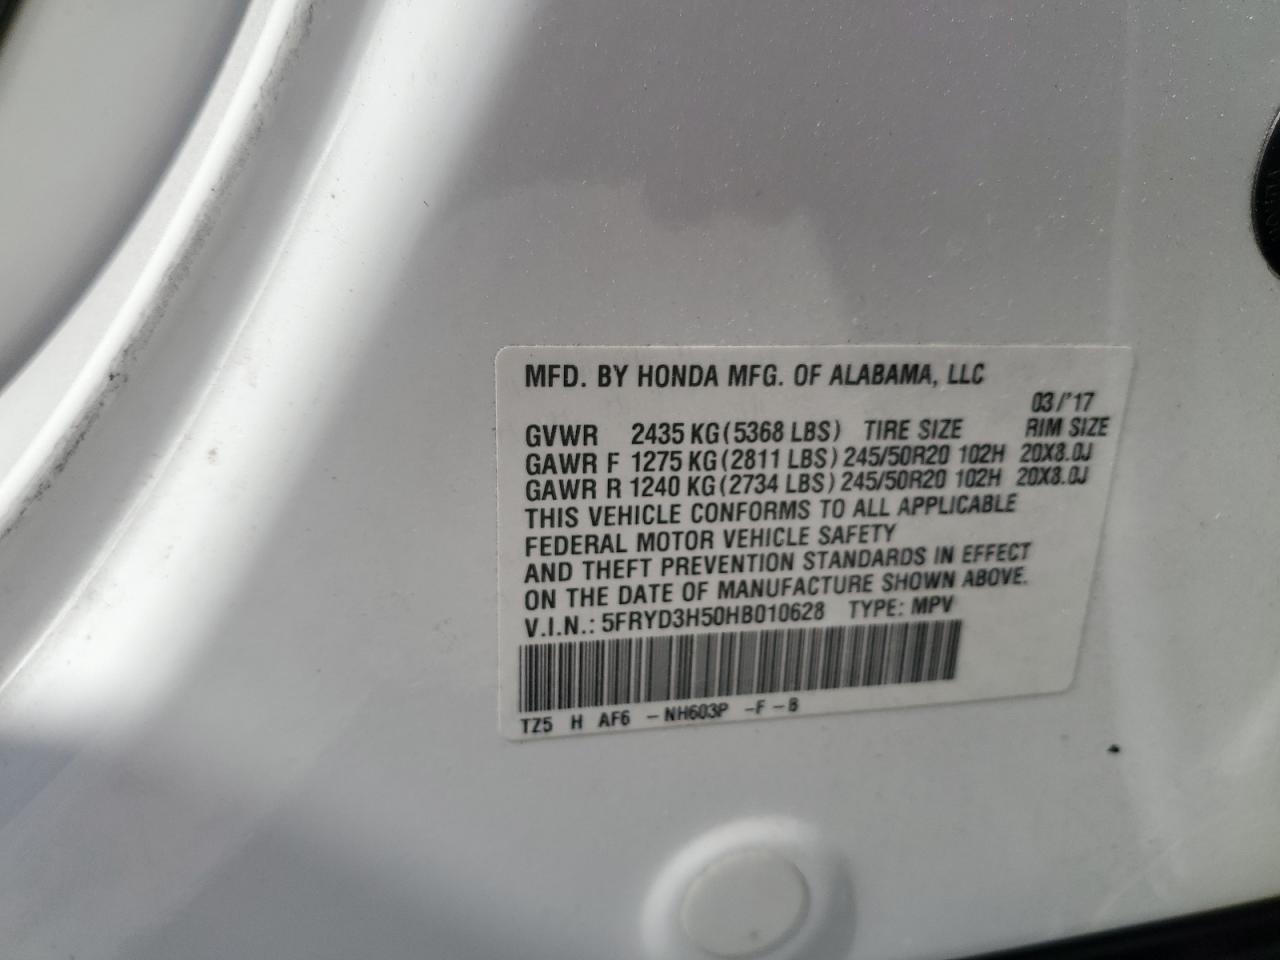 MFD. BY HONDA MFG. OF ALABAMA, LLC
03/'17
GVWR 2435 KG (5368 LBS) TIRE SIZE RIM SIZE
GAWR F 1275 KG (2811 LBS) 245/50R20 102H 20X8.0J
GAWR R 1240 KG (2734 LBS) 245/50R20 102H 20X8.0J
THIS VEHICLE CONFORMS TO ALL APPLICABLE
FEDERAL MOTOR VEHICLE SAFETY
AND THEFT PREVENTION STANDARDS IN EFFECT
ON THE DATE OF MANUFACTURE SHOWN ABOVE.
V.I.N.: 5FRYD3H50HB010628 TYPE: MPV
TZ5 H AF6 -NH603P -F-B